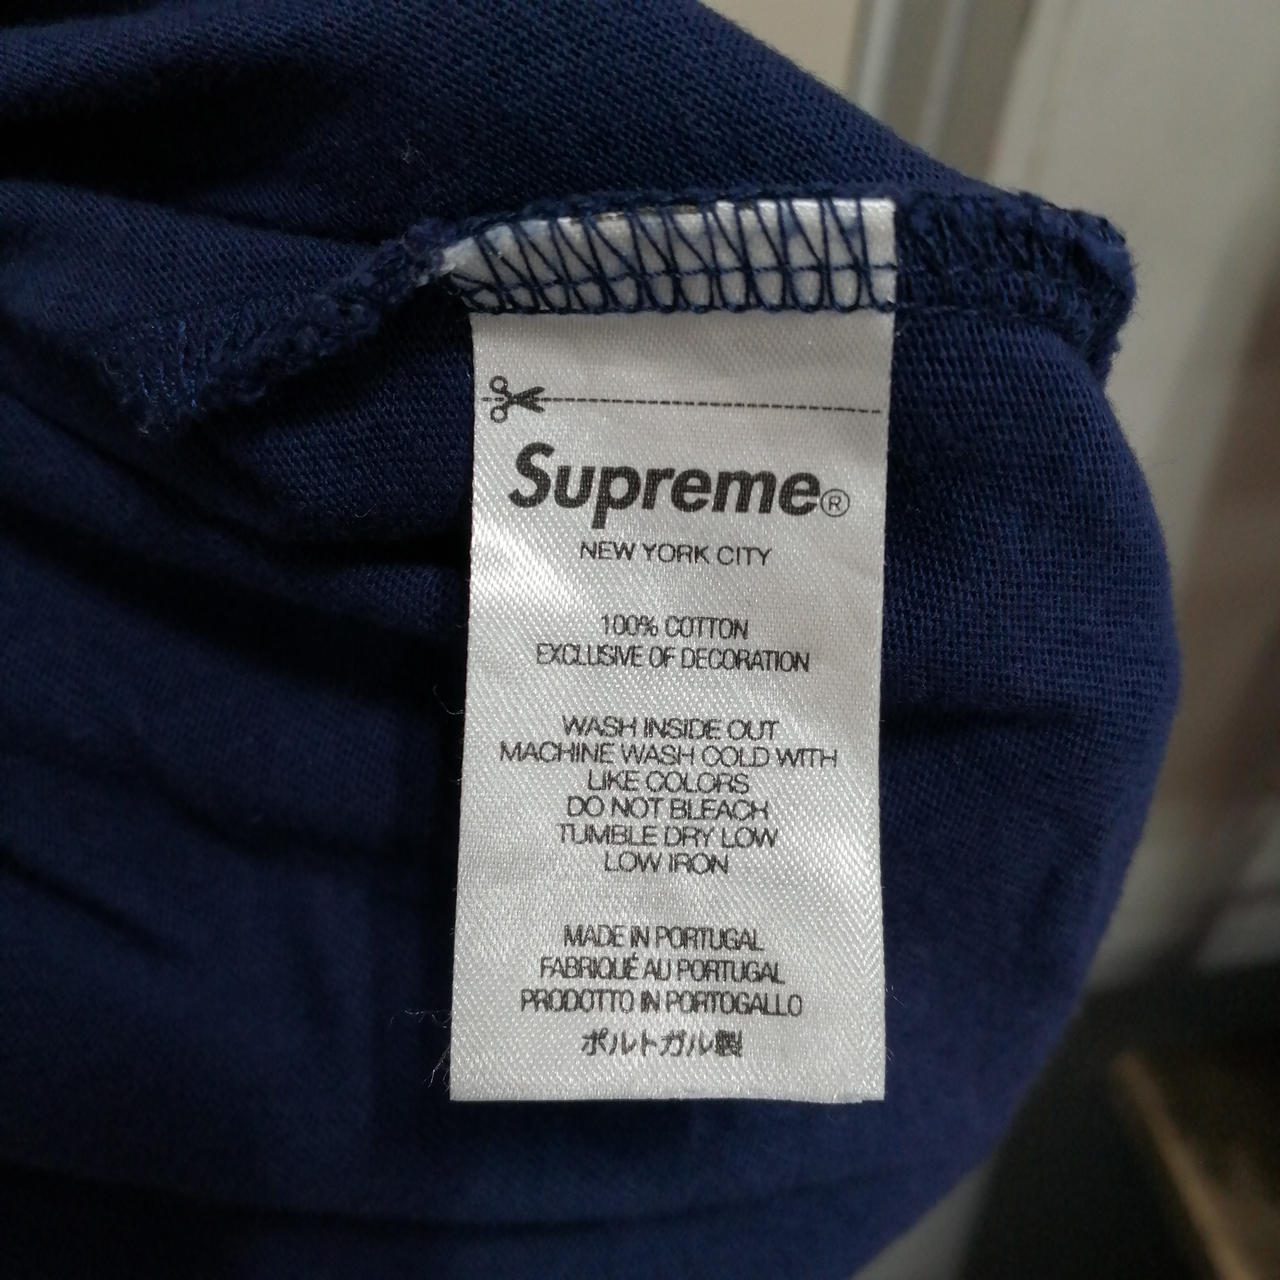 Supreme®
NEW YORK CITY
100% COTTON
EXCLUSIVE OF DECORATION
WASH INSIDE OUT
MACHINE WASH COLD WITH
LIKE COLORS
DO NOT BLEACH
TUMBLE DRY LOW
LOW IRON
MADE IN PORTUGAL
FABRIQUÉ AU PORTUGAL
PRODOTTO IN PORTOGALLO
ポルトガル製